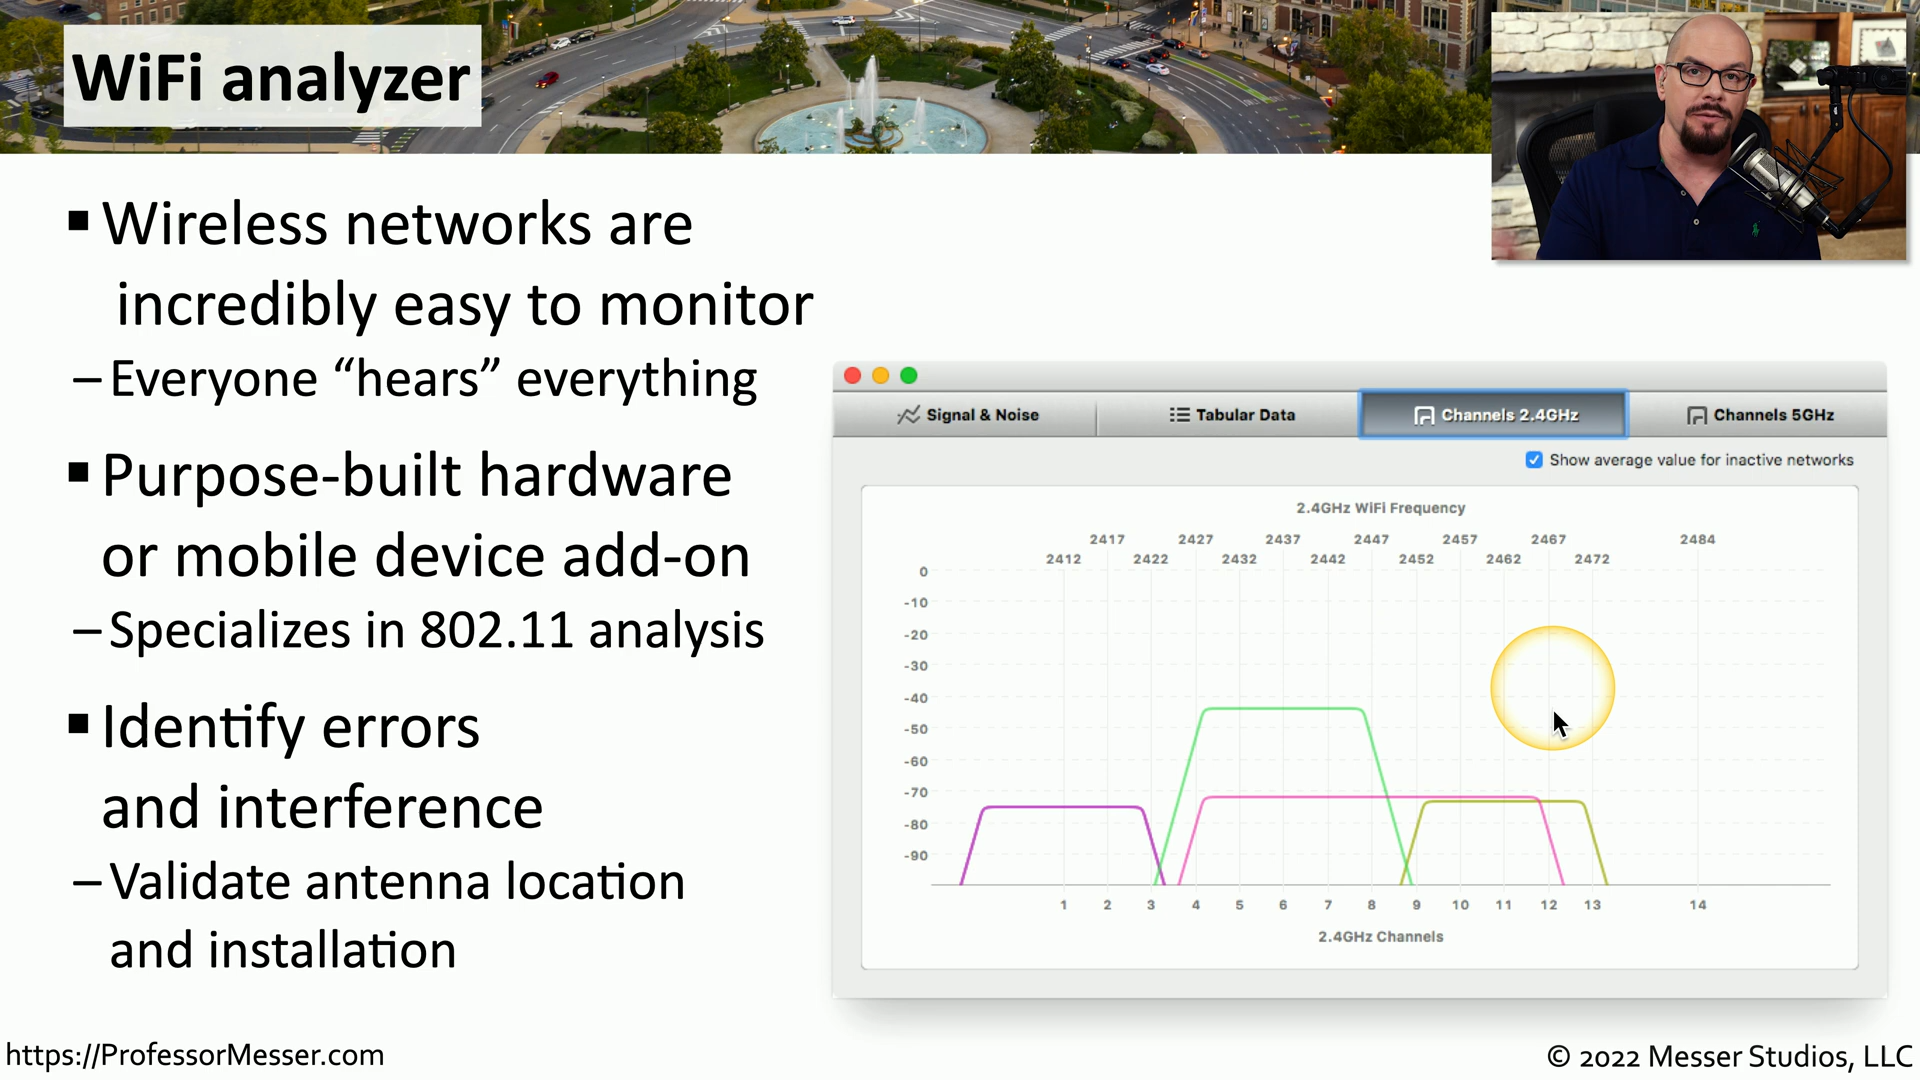 WiFi analyzer
▪ Wireless networks are
incredibly easy to monitor
– Everyone “hears” everything
▪ Purpose-built hardware
or mobile device add-on
– Specializes in 802.11 analysis
▪ Identify errors
and interference
– Validate antenna location
and installation
Signal & Noise Tabular Data Channels 2.4GHz Channels 5GHz
Show average value for inactive networks
2.4GHz WiFi Frequency
2417 2427 2437 2447 2457 2467 2484
2412 2422 2432 2442 2452 2462 2472
0
-10
-20
-30
-40
-50
-60
-70
-80
-90
1 2 3 4 5 6 7 8 9 10 11 12 13 14
2.4GHz Channels
https://ProfessorMesser.com
© 2022 Messer Studios, LLC